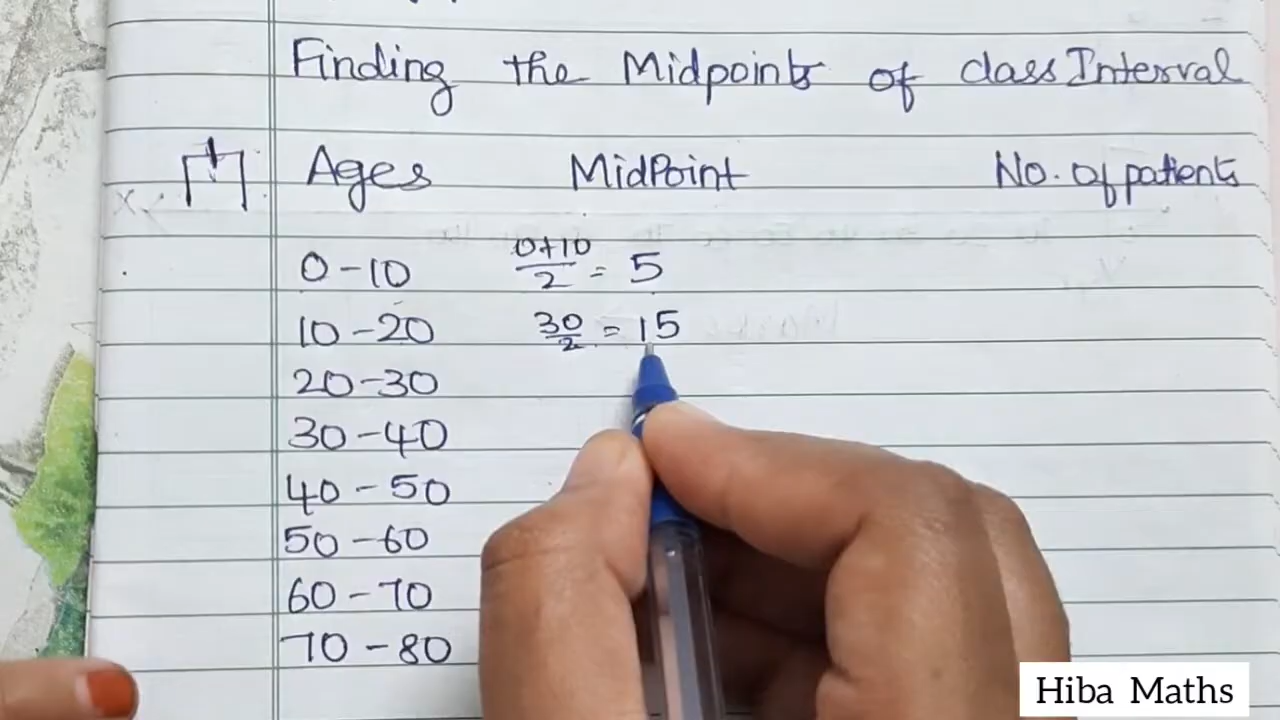 Finding the Midpoints of class Interval
Ages MidPoint No. of patients
0-10 0+10/2 = 5
10-20 30/2 = 15
20-30
30-40
40-50
50-60
60-70
70-80
Hiba Maths